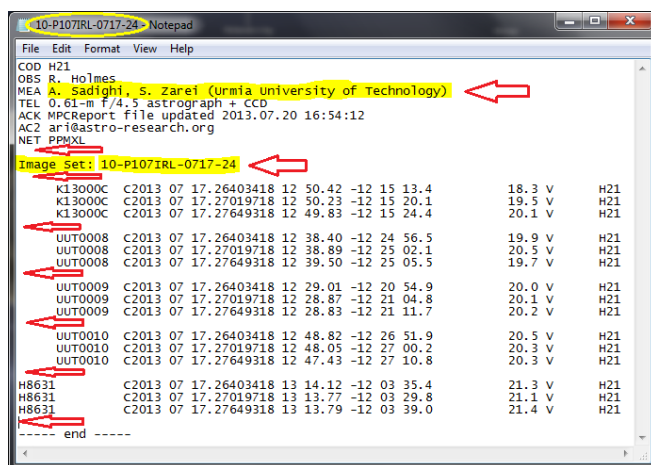 10-P107IRL-0717-24 - Notepad
File Edit Format View Help
COD H21
OBS R. Holmes
MEA A. Sadighi, S. Zarei (Urmia University of Technology)
TEL 0.61-m f/4.5 astrograph + CCD
ACK MPCReport file updated 2013.07.20 16:54:12
AC2 ari@astro-research.org
NET PPMXL
Image Set: 10-P107IRL-0717-24
K13O00C C2013 07 17.26403418 12 50.42 -12 15 13.4 18.3 V H21
K13O00C C2013 07 17.27019718 12 50.23 -12 15 20.1 19.5 V H21
K13O00C C2013 07 17.27649318 12 49.83 -12 15 24.4 20.1 V H21
UUT0008 C2013 07 17.26403418 12 38.40 -12 24 56.5 19.9 V H21
UUT0008 C2013 07 17.27019718 12 38.89 -12 25 02.1 20.5 V H21
UUT0008 C2013 07 17.27649318 12 39.50 -12 25 05.5 19.7 V H21
UUT0009 C2013 07 17.26403418 12 29.01 -12 20 54.9 20.0 V H21
UUT0009 C2013 07 17.27019718 12 28.87 -12 21 04.8 20.1 V H21
UUT0009 C2013 07 17.27649318 12 28.83 -12 21 11.7 20.2 V H21
UUT0010 C2013 07 17.26403418 12 48.82 -12 26 51.9 20.5 V H21
UUT0010 C2013 07 17.27019718 12 48.05 -12 27 00.2 20.3 V H21
UUT0010 C2013 07 17.27649318 12 47.43 -12 27 10.8 20.3 V H21
H8631 C2013 07 17.26403418 13 14.12 -12 03 35.4 21.3 V H21
H8631 C2013 07 17.27019718 13 13.77 -12 03 29.8 21.1 V H21
H8631 C2013 07 17.27649318 13 13.79 -12 03 39.0 21.4 V H21
----- end -----